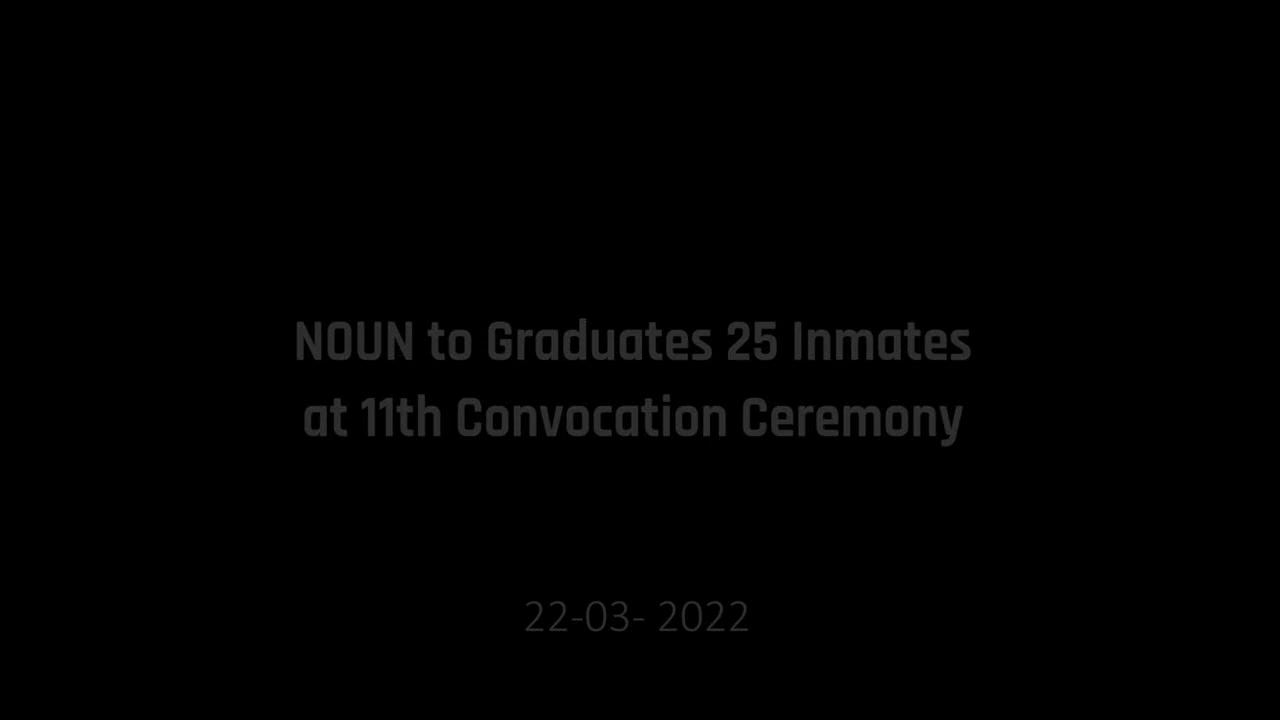 NOUN to Graduates 25 Inmates
at 11th Convocation Ceremony
22-03- 2022